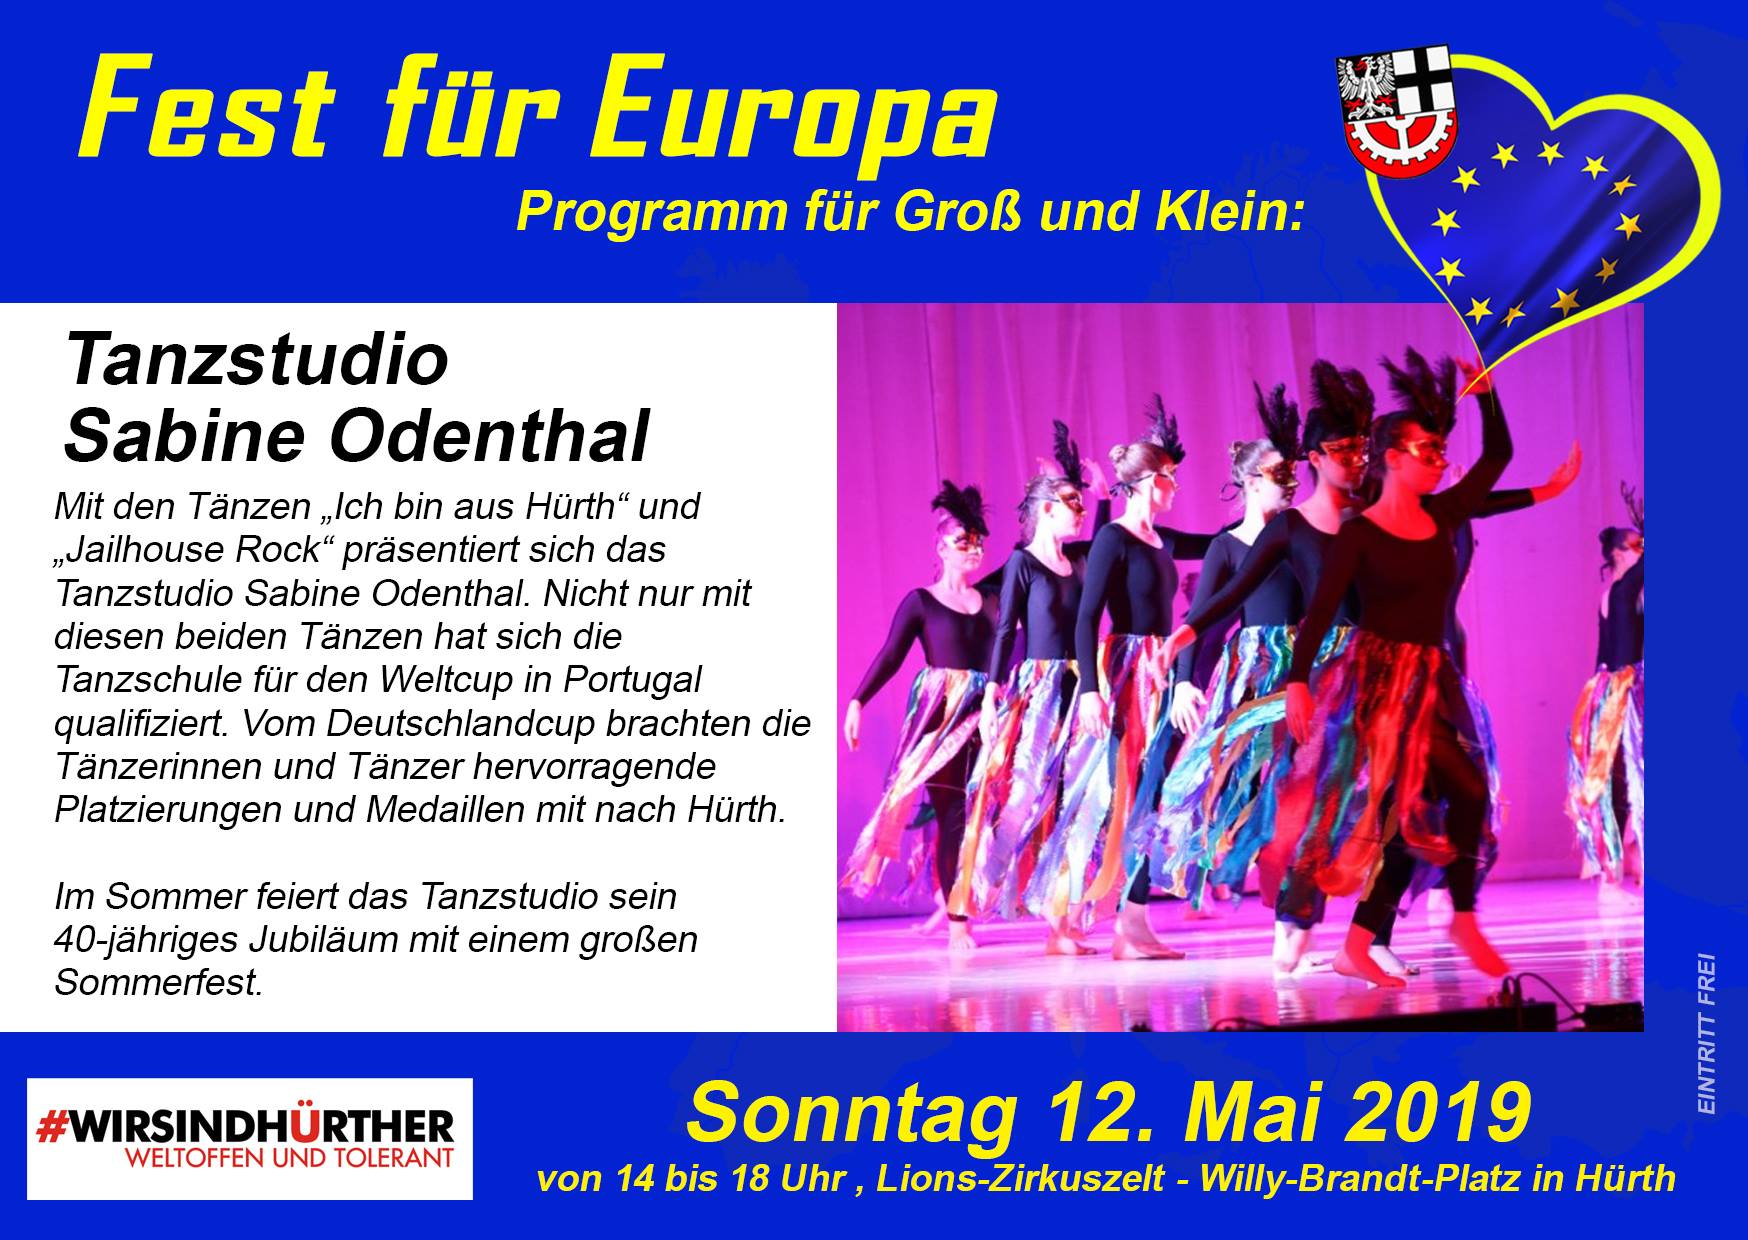 Fest für Europa
Programm für Groß und Klein:
Tanzstudio
Sabine Odenthal
Mit den Tänzen „Ich bin aus Hürth“ und
„Jailhouse Rock“ präsentiert sich das
Tanzstudio Sabine Odenthal. Nicht nur mit
diesen beiden Tänzen hat sich die
Tanzschule für den Weltcup in Portugal
qualifiziert. Vom Deutschlandcup brachten die
Tänzerinnen und Tänzer hervorragende
Platzierungen und Medaillen mit nach Hürth.
Im Sommer feiert das Tanzstudio sein
40-jähriges Jubiläum mit einem großen
Sommerfest.
EINTRITT FREI
#WIRSINDHÜRTHER
WELTOFFEN UND TOLERANT
Sonntag 12. Mai 2019
von 14 bis 18 Uhr , Lions-Zirkuszelt - Willy-Brandt-Platz in Hürth